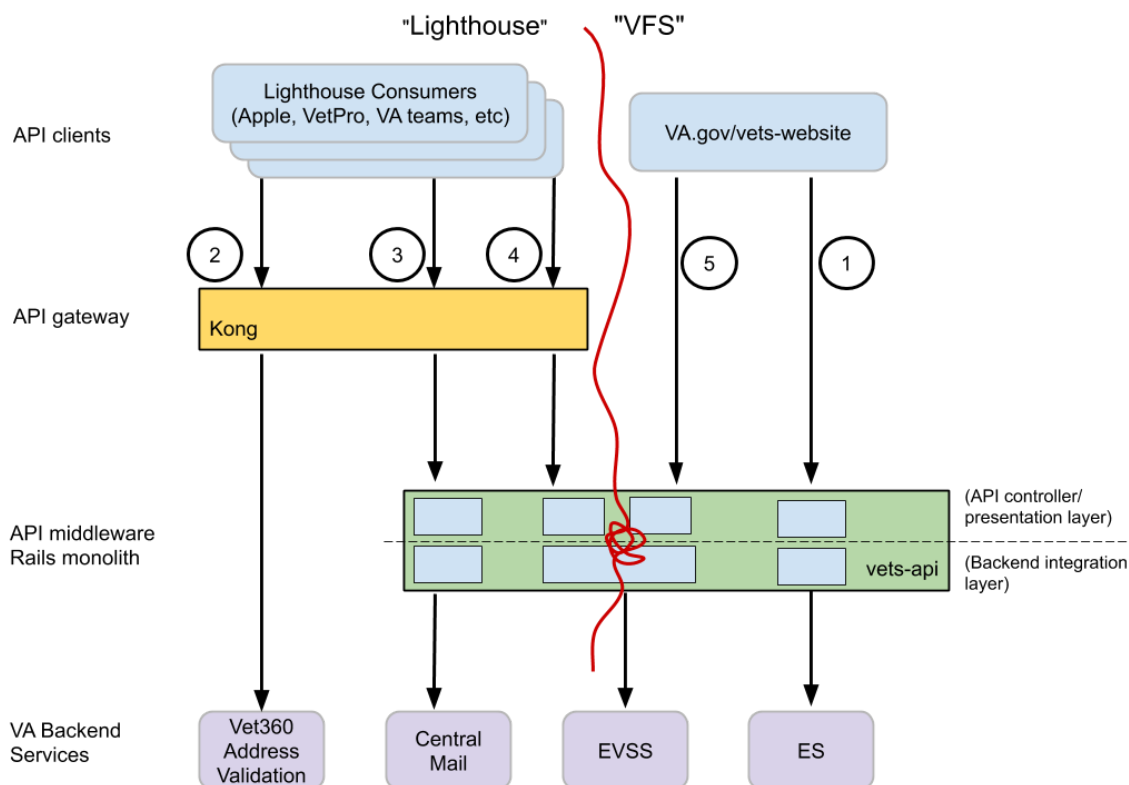 "Lighthouse"
"VFS"
Lighthouse Consumers
(Apple, VetPro, VA teams, etc)
API clients
VA.gov/vets-website
2
3
4
5
1
API gateway
Kong
API middleware
Rails monolith
(API controller/
presentation layer)
vets-api
(Backend integration
layer)
VA Backend
Services
Vet360
Address
Validation
Central
Mail
EVSS
ES